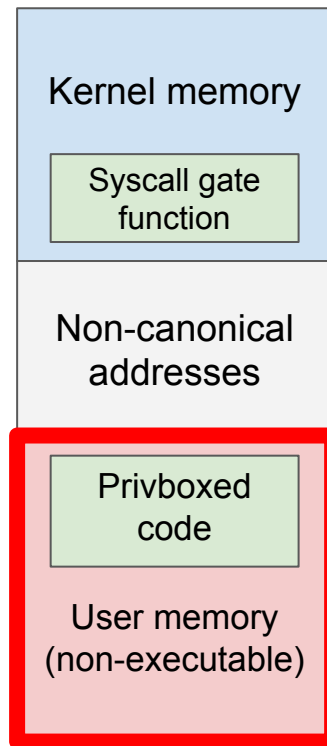 Kernel memory
Syscall gate
function
Non-canonical
addresses
Privboxed
code
User memory
(non-executable)